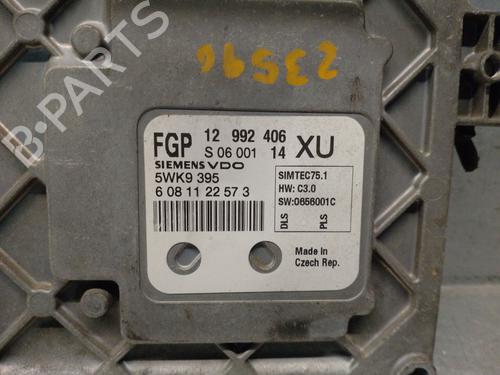 23596
B-PARTS
FGP 12 992 406 XU
S 06 001 14
SIEMENS VDO
5WK9 395
6 08 11 22 57 3
SIMTEC75.1
HW: C3.0
SW:0656001C
DLS
PLS
Made In
Czech Rep.